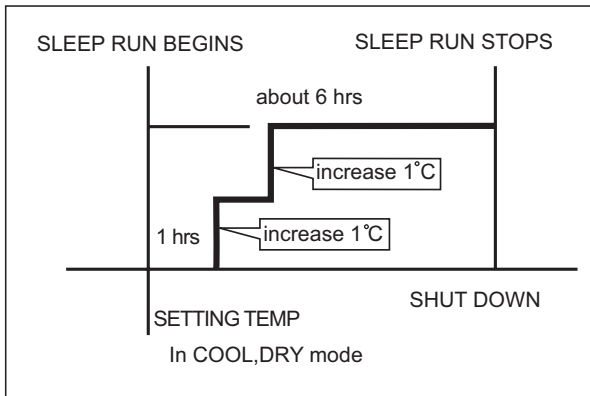 SLEEP RUN BEGINS
SLEEP RUN STOPS
about 6 hrs
increase 1°C
1 hrs
increase 1°C
SETTING TEMP
SHUT DOWN
In COOL,DRY mode